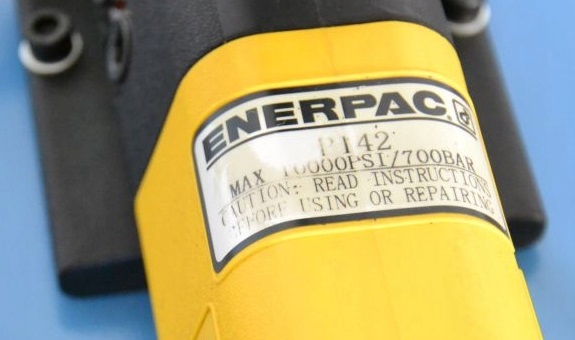 ENERPAC.
P142
MAX 10000PSI/700BAR
CAUTION: READ INSTRUCTIONS
BEFORE USING OR REPAIRING